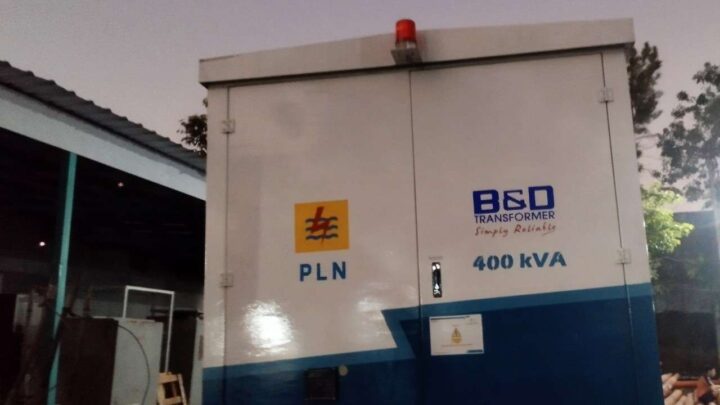 PLN
B&D
TRANSFORMER
Simply Reliable
400 kVA